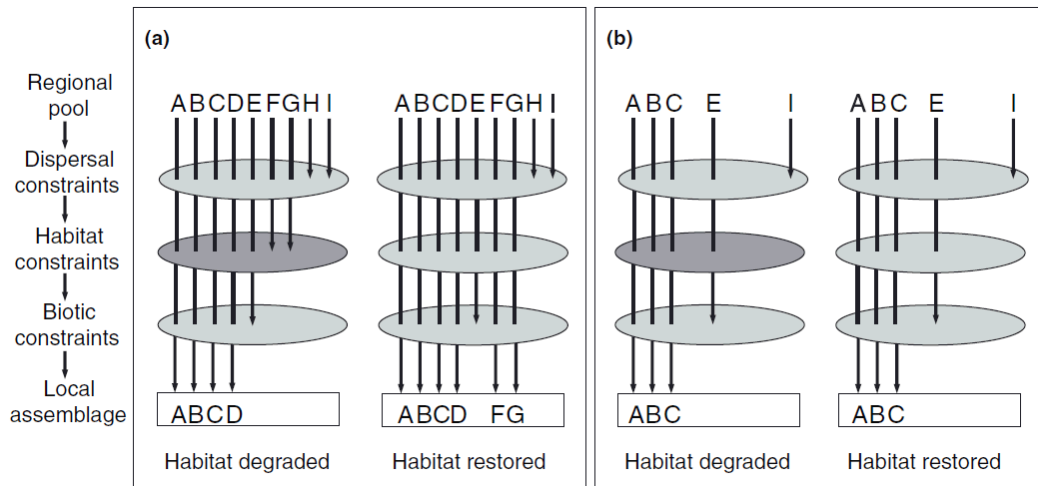 (a)
(b)
Regional
pool
Dispersal
constraints
Habitat
constraints
Biotic
constraints
Local
assemblage
ABCDEFGHI
ABCDEFGHI
ABC E I
ABC E I
ABCD
ABCD FG
ABC
ABC
Habitat degraded
Habitat restored
Habitat degraded
Habitat restored